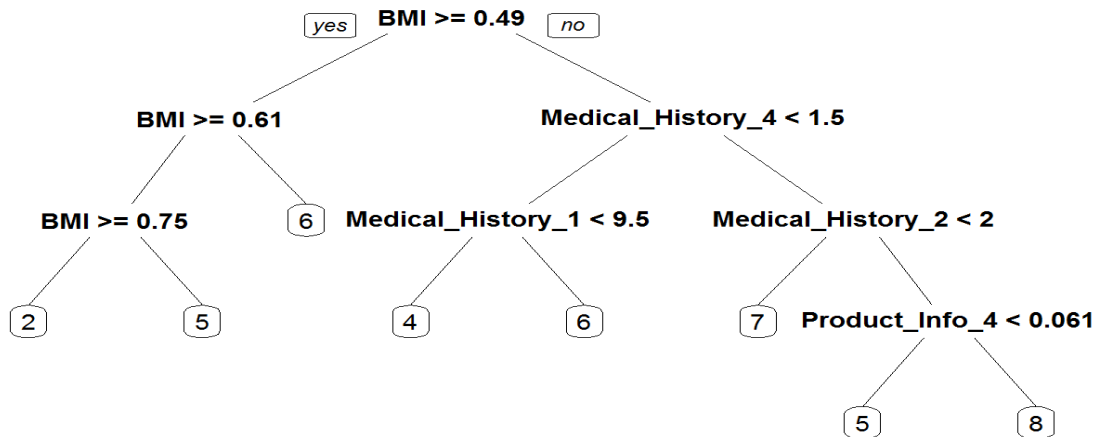 yes BMI >= 0.49 no
BMI >= 0.61 Medical_History_4 < 1.5
BMI >= 0.75 6 Medical_History_1 < 9.5 Medical_History_2 < 2
2 5 4 6 7 Product_Info_4 < 0.061
5 8